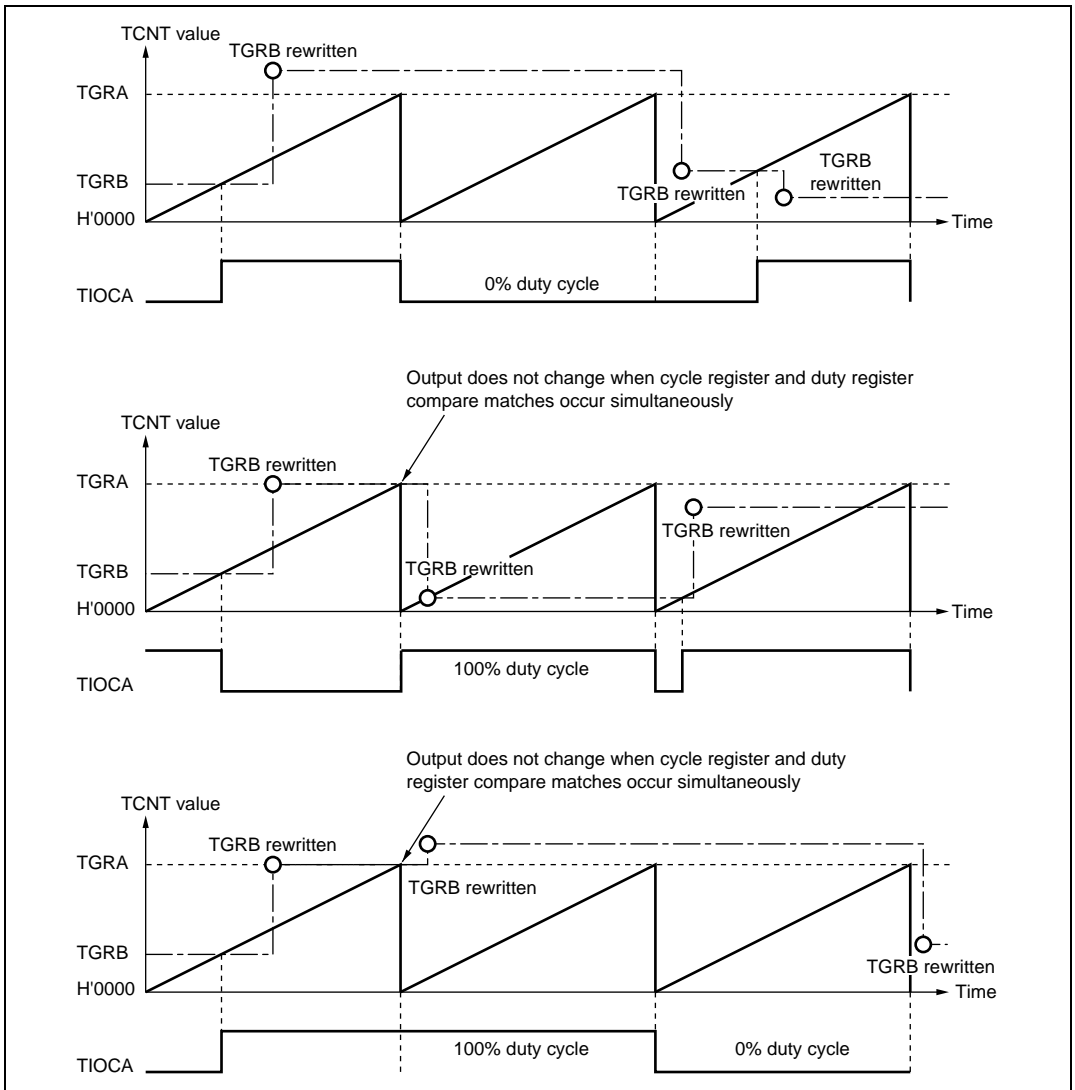 TCNT value
TGRB rewritten
TGRA
TGRB
rewritten
TGRB
TGRB rewritten
H'0000
Time
0% duty cycle
TIOCA
Output does not change when cycle register and duty register
compare matches occur simultaneously
TCNT value
TGRB rewritten
TGRA
TGRB rewritten
TGRB
TGRB rewritten
H'0000
Time
100% duty cycle
TIOCA
Output does not change when cycle register and duty
register compare matches occur simultaneously
TCNT value
TGRB rewritten
TGRA
TGRB rewritten
TGRB
TGRB rewritten
H'0000
Time
100% duty cycle
0% duty cycle
TIOCA